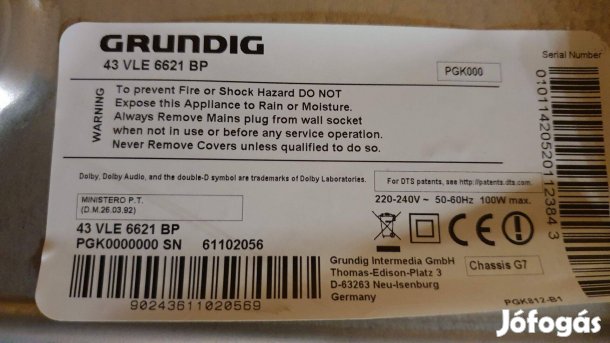 GRUNDIG
43 VLE 6621 BP
PGK000
Serial Number
WARNING
To prevent Fire or Shock Hazard DO NOT
Expose this Appliance to Rain or Moisture.
Always Remove Mains plug from wall socket
when not in use or before any service operation.
Never Remove Covers unless qualified to do so.
0101142052011238​4 3
Dolby, Dolby Audio, and the double-D symbol are trademarks of Dolby Laboratories.
For DTS patents, see http://patents.dts.com.
MINISTERO P.T.
(D.M.26.03.92)
220-240V ~ 50-60Hz 100W max.
43 VLE 6621 BP
PGK0000000 SN 61102056
CE
Grundig Intermedia GmbH
Thomas-Edison-Platz 3
D-63263 Neu-Isenburg
Germany
Chassis G7
90243611020569
PGK812-B1
Jófogás